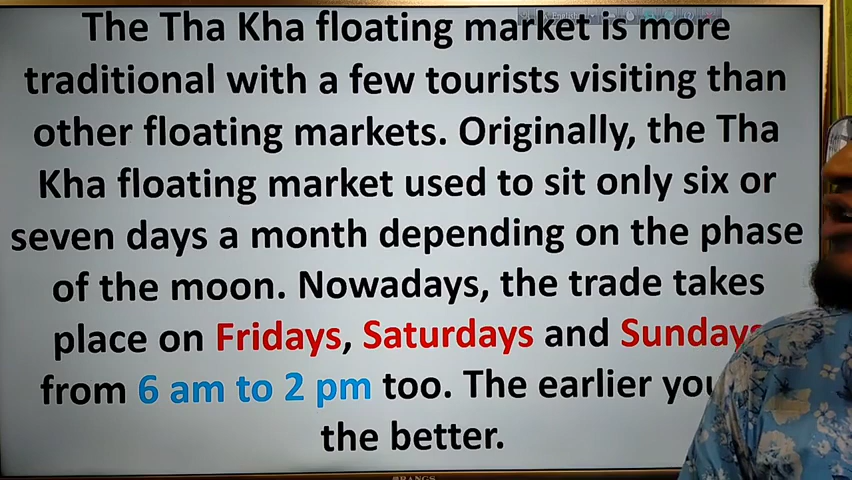 The Tha Kha floating market is more
traditional with a few tourists visiting than
other floating markets. Originally, the Tha
Kha floating market used to sit only six or
seven days a month depending on the phase
of the moon. Nowadays, the trade takes
place on Fridays, Saturdays and Sundays
from 6 am to 2 pm too. The earlier you
the better.